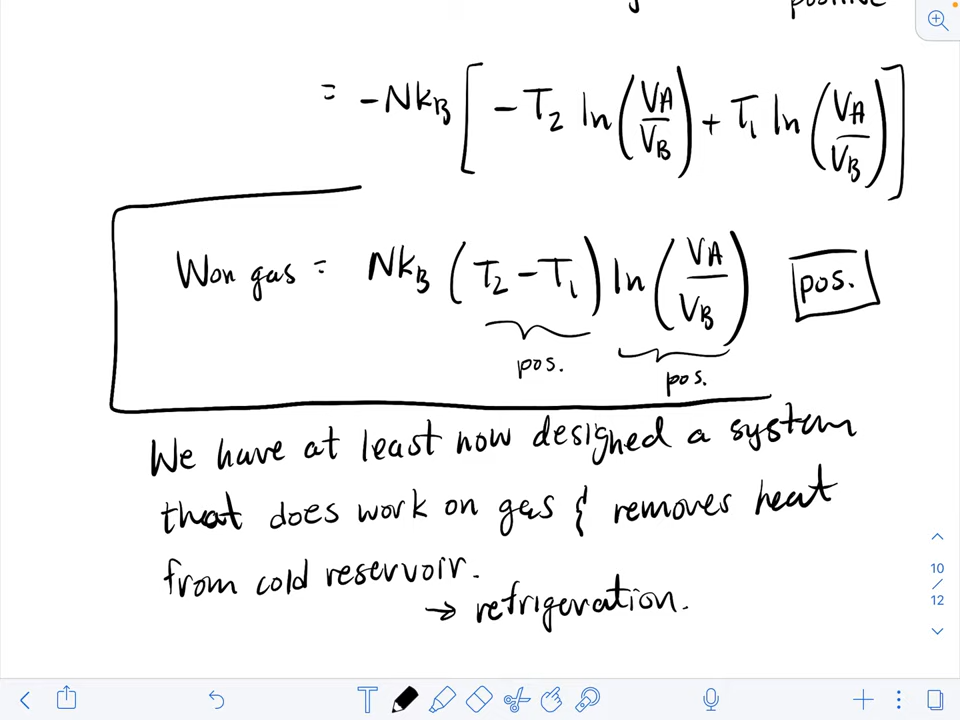 positive
= -NkB [ -T2 ln(VA/VB) + T1 ln(VA/VB) ]
Won gas = NkB (T2 - T1) ln(VA/VB) pos.
pos. pos.
We have at least now designed a system
that does work on gas & removes heat
from cold reservoir.
→ refrigeration.
10
/
12
T